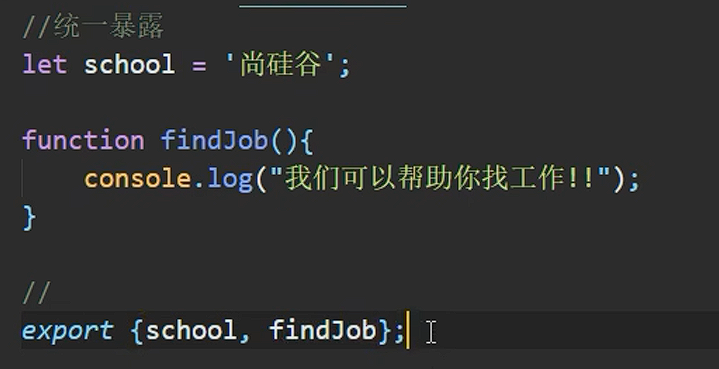 //统一暴露
let school = '尚硅谷';
function findJob(){
console.log("我们可以帮助你找工作!!");
}
//
export {school, findJob};